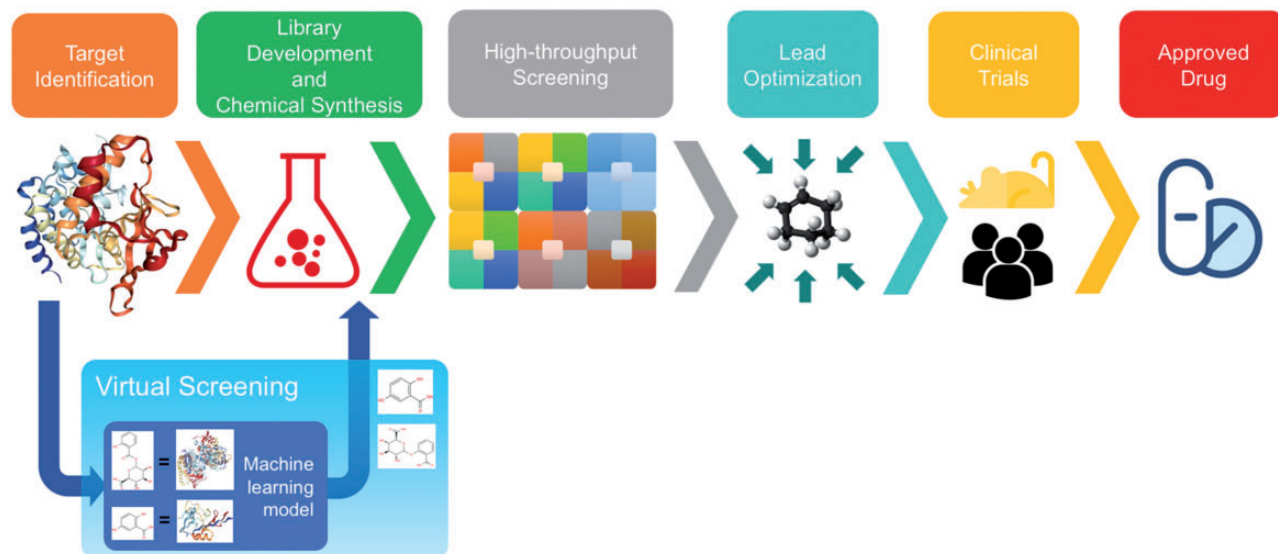 Target
Identification
Library
Development
and
Chemical Synthesis
High-throughput
Screening
Lead
Optimization
Clinical
Trials
Approved
Drug
Virtual Screening
=
=
Machine
learning
model